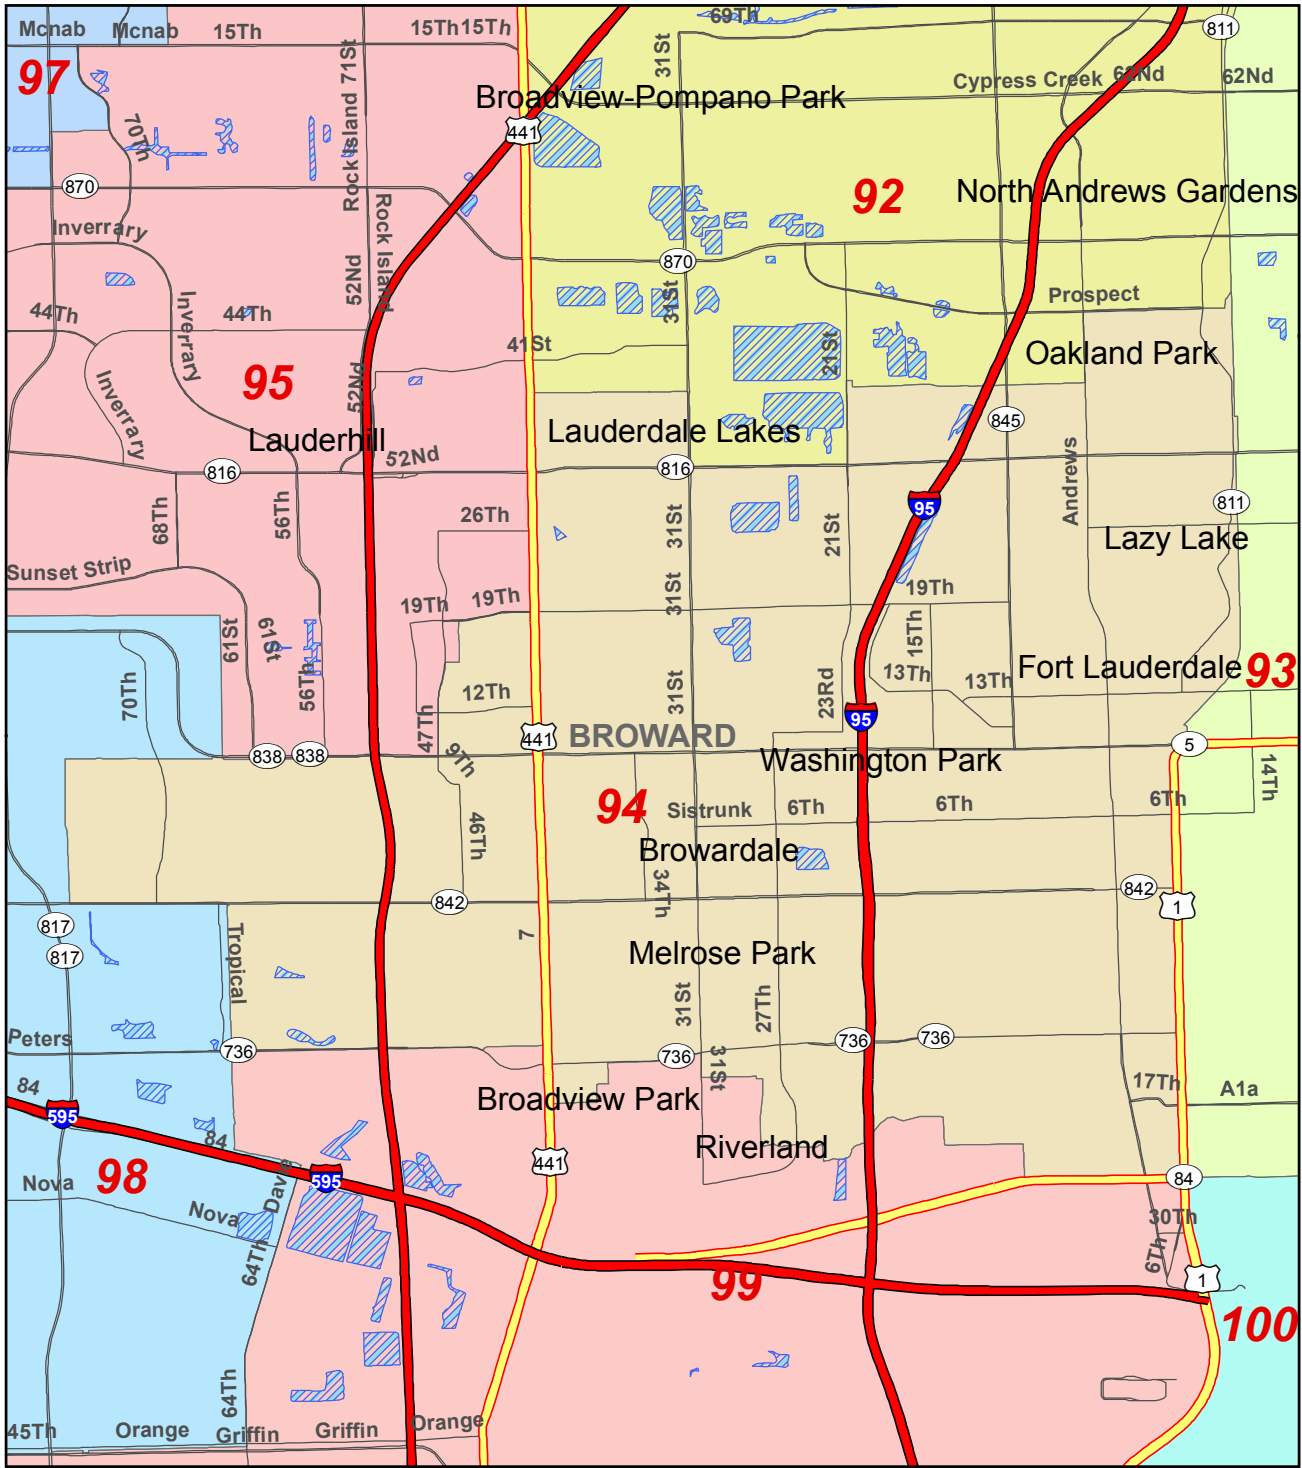 Mcnab
Mcnab
15Th
15Th
15Th
69Th
811
97
71St
31St
Cypress Creek
62Nd
62Nd
Broadview-Pompano Park
441
70Th
Rock Island
870
92
North Andrews Gardens
Inverrary
Rock Island
870
52Nd
44Th
44Th
Inverrary
31St
Prospect
41St
21St
Oakland Park
95
Inverrary
52Nd
845
Lauderhill
Lauderdale Lakes
52Nd
816
816
Andrews
68Th
56Th
26Th
31St
21St
95
811
Lazy Lake
Sunset Strip
19Th
19Th
31St
19Th
61St
61St
15Th
56Th
70Th
12Th
31St
23Rd
13Th
13Th
Fort Lauderdale
93
47Th
441
BROWARD
95
838
838
9Th
Washington Park
5
14Th
94
Sistrunk
6Th
6Th
6Th
46Th
Browardale
34Th
842
842
1
817
817
Tropical
7
Melrose Park
31St
27Th
Peters
736
736
736
736
31St
84
595
Broadview Park
17Th
A1a
84
Riverland
441
98
595
84
Nova
Nova
Davie
30Th
64Th
6Th
99
1
100
64Th
45Th
Orange
Griffin
Griffin
Orange